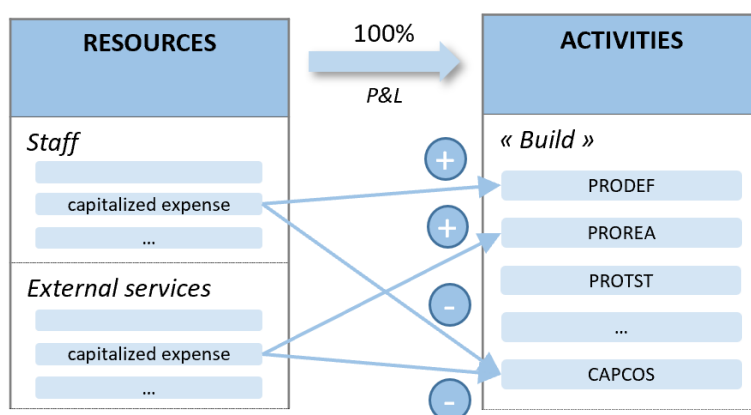 RESOURCES
100%
P&L
ACTIVITIES
Staff
capitalized expense
...
External services
capitalized expense
...
+
+
-
-
« Build »
PRODEF
PROREA
PROTST
...
CAPCOS